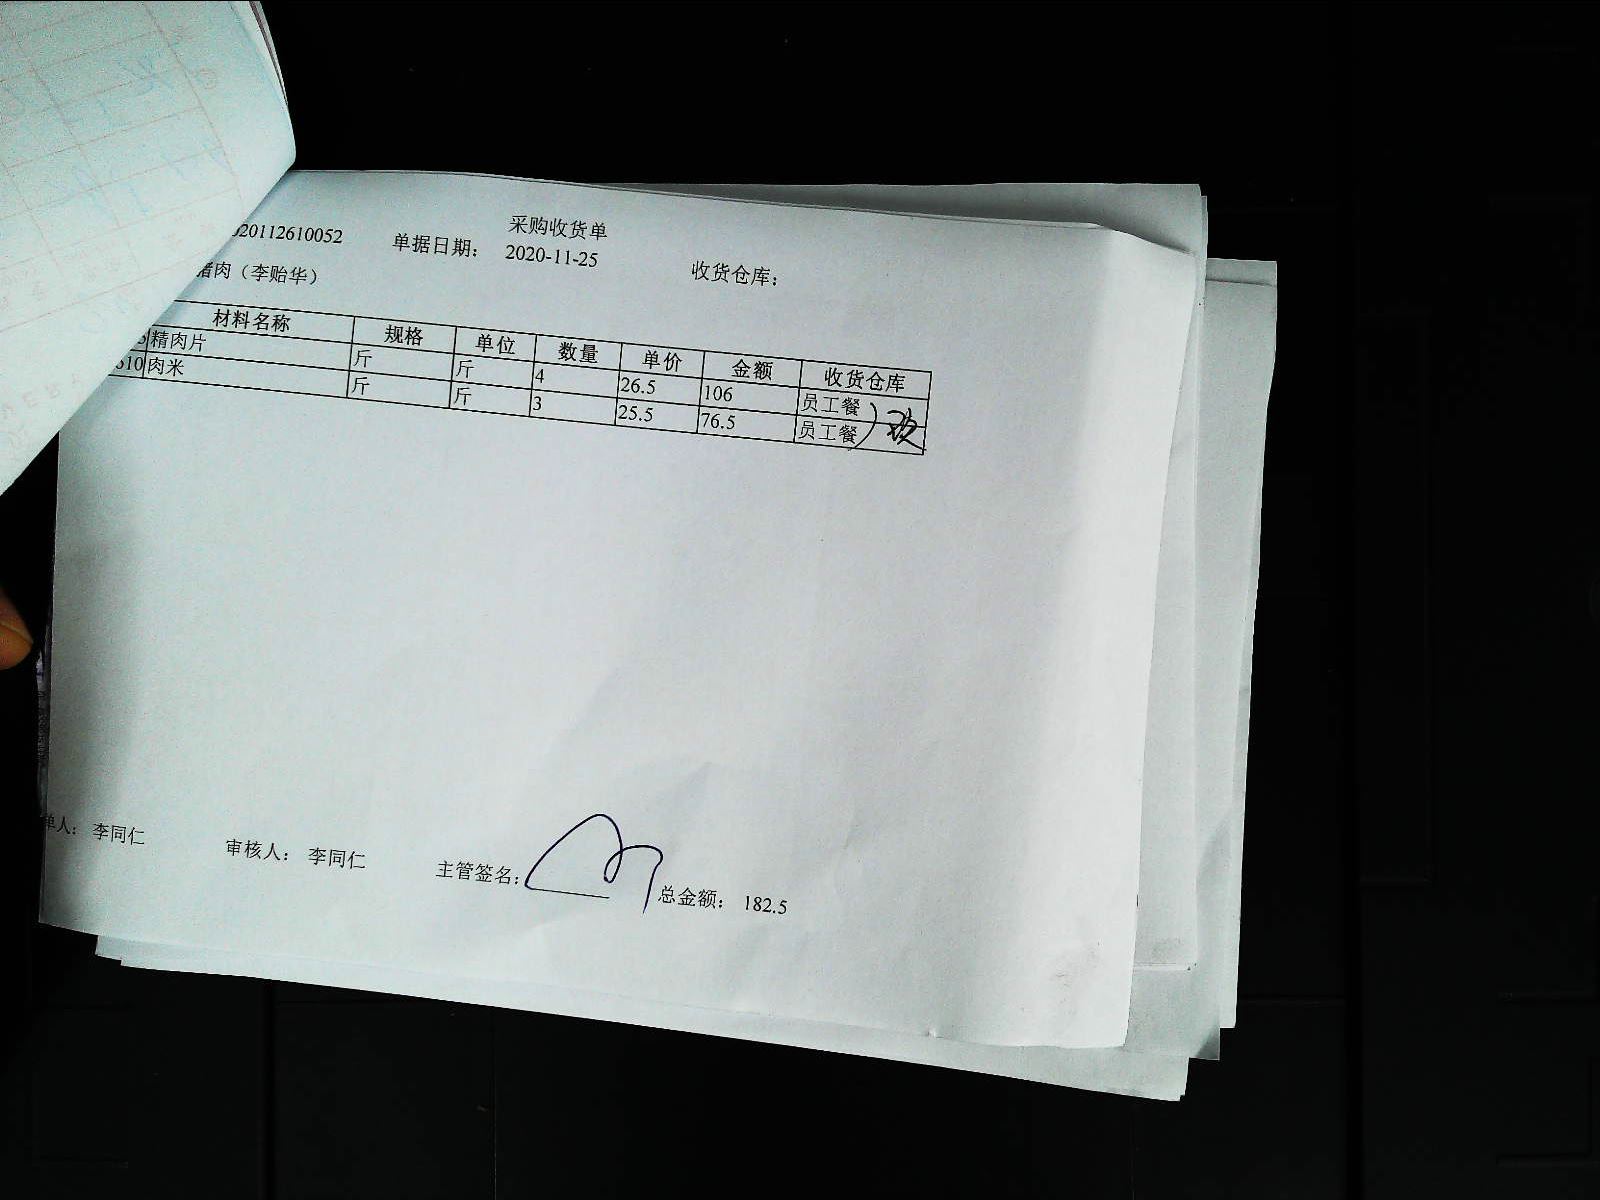 采购收货单
020112610052 单据日期: 2020-11-25 收货仓库:
猪肉(李贻华)
材料名称 规格 单位 数量 单价 金额 收货仓库
精肉片 斤 斤 4 26.5 106 员工餐
610 肉米 斤 斤 3 25.5 76.5 员工餐
单人: 李同仁 审核人: 李同仁 主管签名: 总金额: 182.5